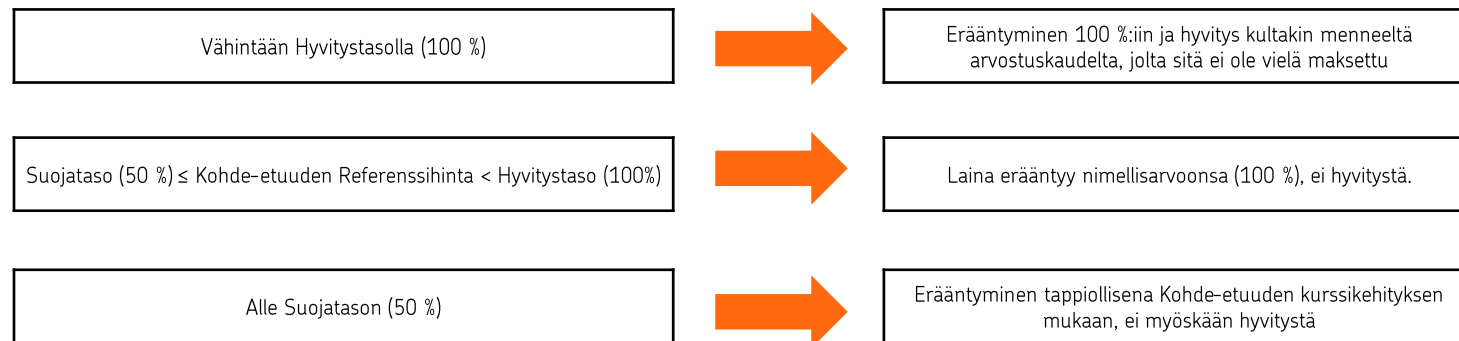 Vähintään Hyvitystasolla (100 %)
Erääntyminen 100 %:iin ja hyvitys kultakin menneeltä
arvostuskaudelta, jolta sitä ei ole vielä maksettu
Suojataso (50 %) ≤ Kohde-etuuden Referenssihinta < Hyvitystaso (100%)
Laina erääntyy nimellisarvoonsa (100 %), ei hyvitystä.
Alle Suojatason (50 %)
Erääntyminen tappiollisena Kohde-etuuden kurssikehityksen
mukaan, ei myöskään hyvitystä